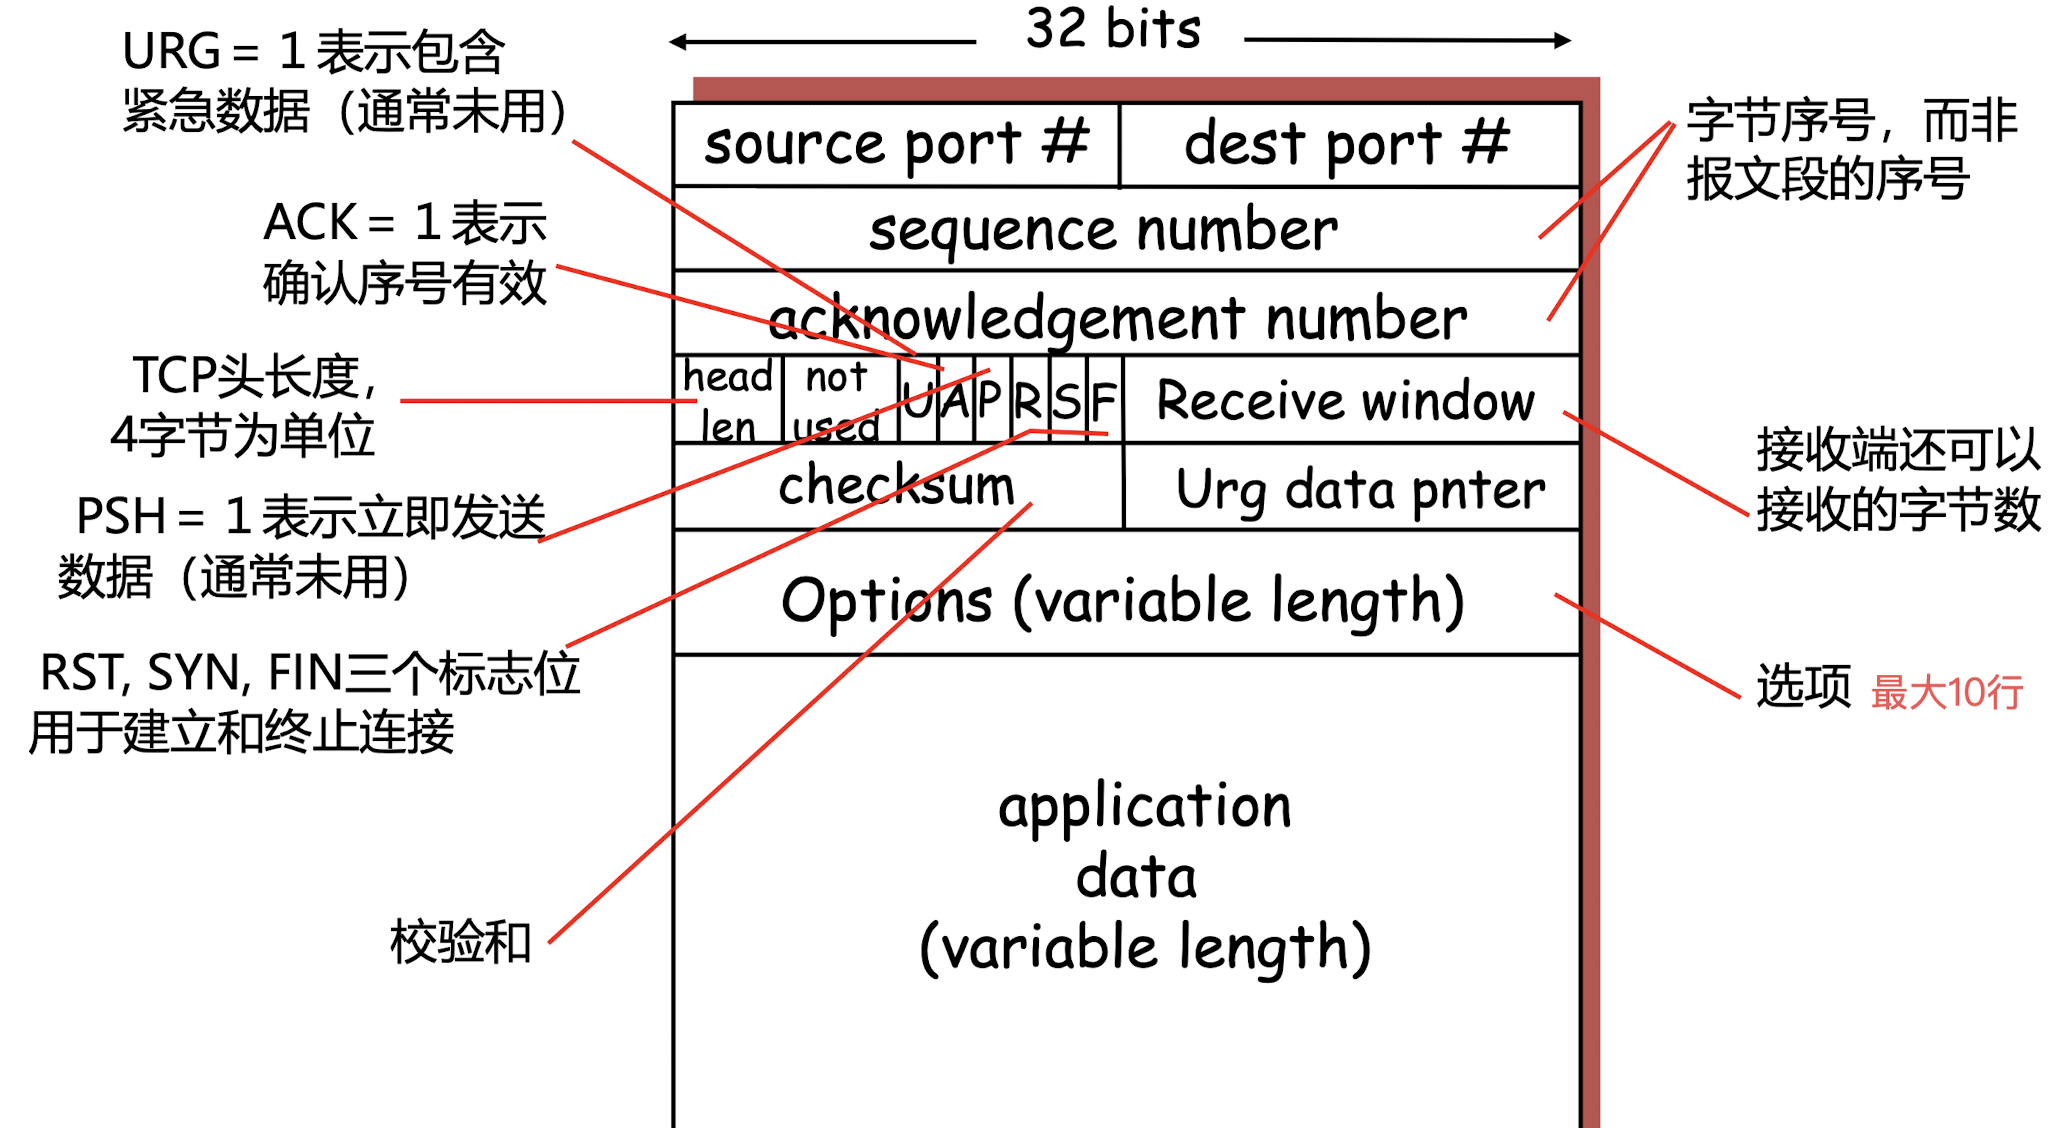 32 bits
URG = 1 表示包含
紧急数据（通常未用）
source port #
dest port #
字节序号，而非
报文段的序号
ACK = 1 表示
确认序号有效
sequence number
acknowledgement number
TCP头长度，
4字节为单位
head
len
not
used
U
A
P
R
S
F
Receive window
接收端还可以
接收的字节数
PSH = 1 表示立即发送
数据（通常未用）
checksum
Urg data pnter
Options (variable length)
RST, SYN, FIN三个标志位
用于建立和终止连接
选项 最大10行
application
data
(variable length)
校验和